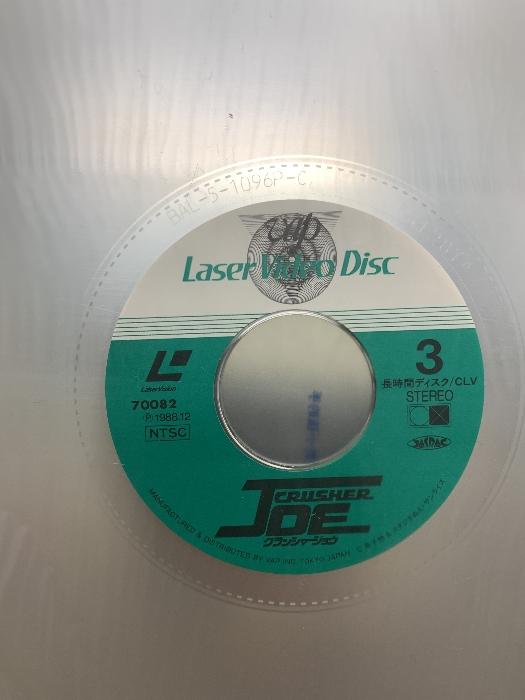 BAL-S-1096P-C
vap
Laser Video Disc
LaserVision
70082
Ⓟ1988.12
NTSC
3
長時間ディスク/CLV
STEREO
CRUSHER
JOE
クラッシャージョウ
MANUFACTURED & DISTRIBUTED BY VAP INC. TOKYO JAPAN